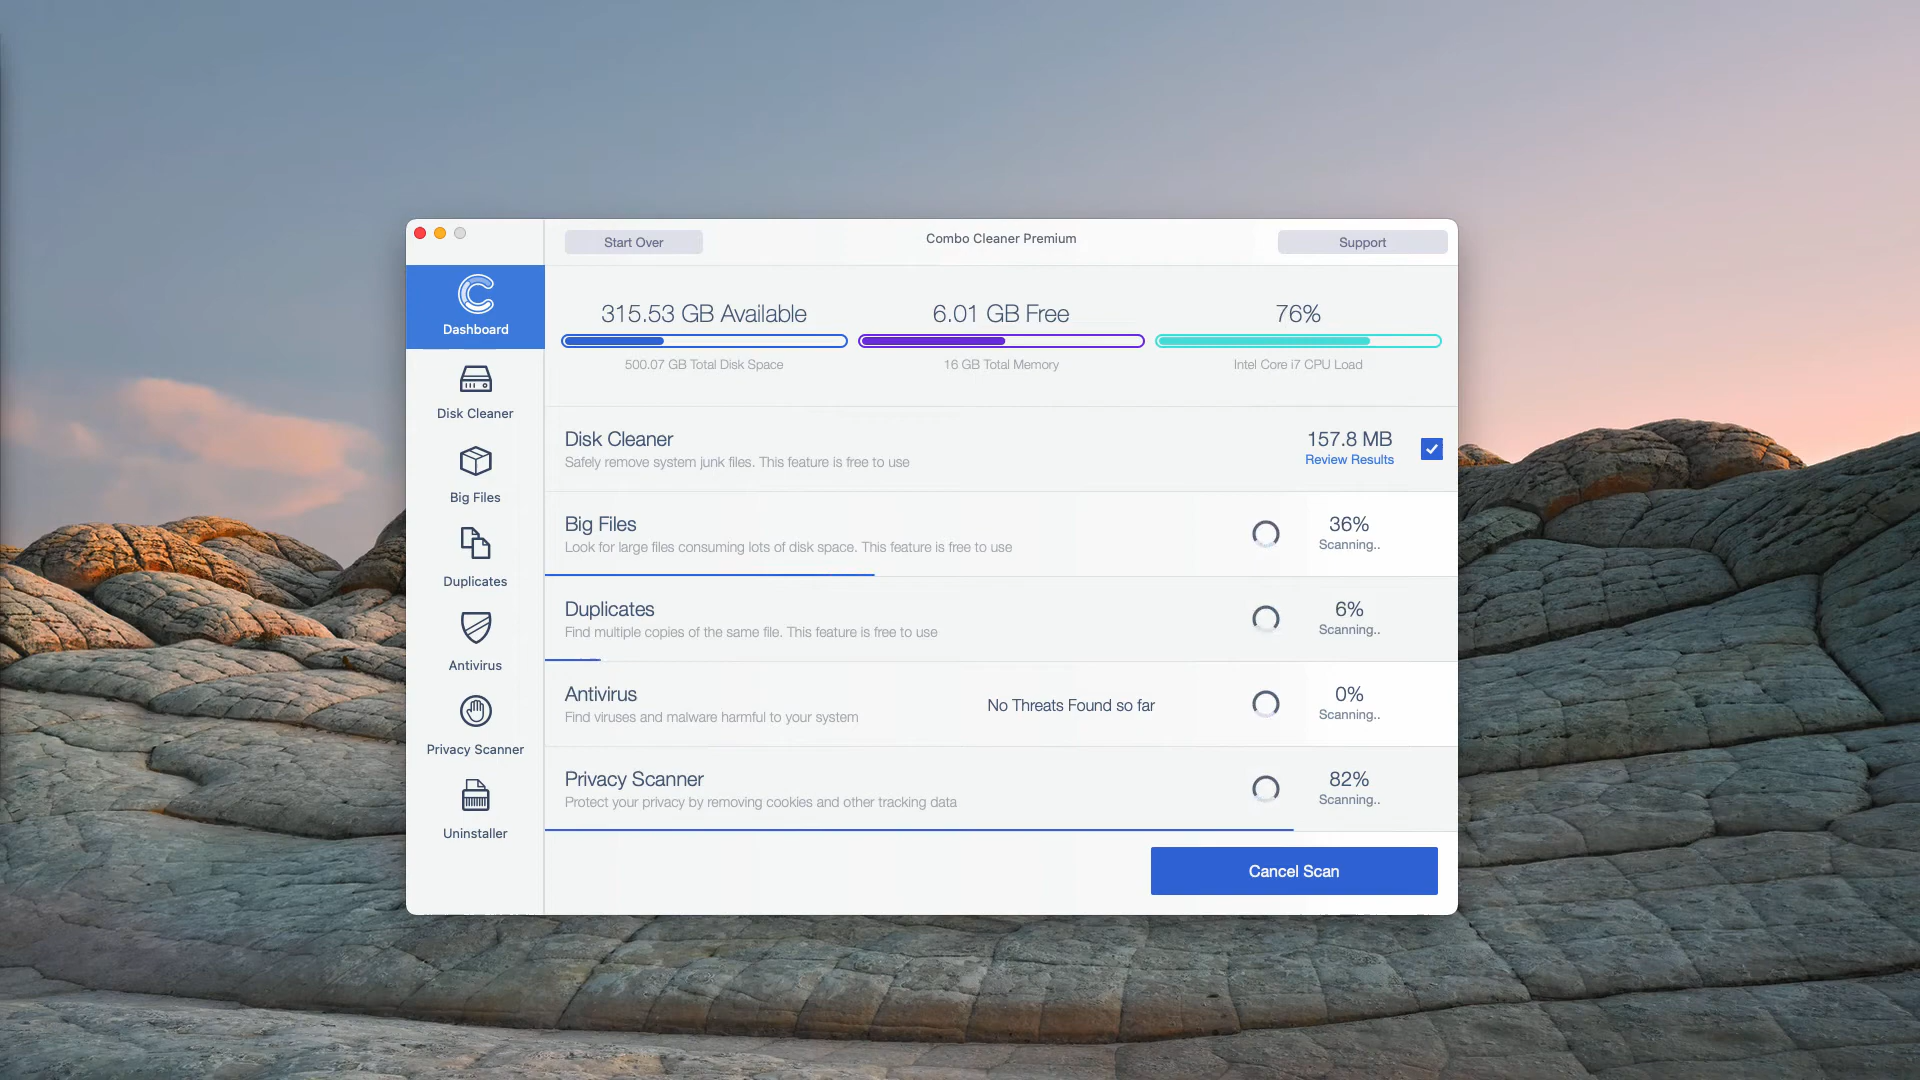 Start Over
Combo Cleaner Premium
Support
Dashboard
Disk Cleaner
Big Files
Duplicates
Antivirus
Privacy Scanner
Uninstaller
315.53 GB Available
500.07 GB Total Disk Space
6.01 GB Free
16 GB Total Memory
76%
Intel Core i7 CPU Load
Disk Cleaner
Safely remove system junk files. This feature is free to use
157.8 MB
Review Results
Big Files
Look for large files consuming lots of disk space. This feature is free to use
36%
Scanning..
Duplicates
Find multiple copies of the same file. This feature is free to use
6%
Scanning..
Antivirus
Find viruses and malware harmful to your system
No Threats Found so far
0%
Scanning..
Privacy Scanner
Protect your privacy by removing cookies and other tracking data
82%
Scanning..
Cancel Scan